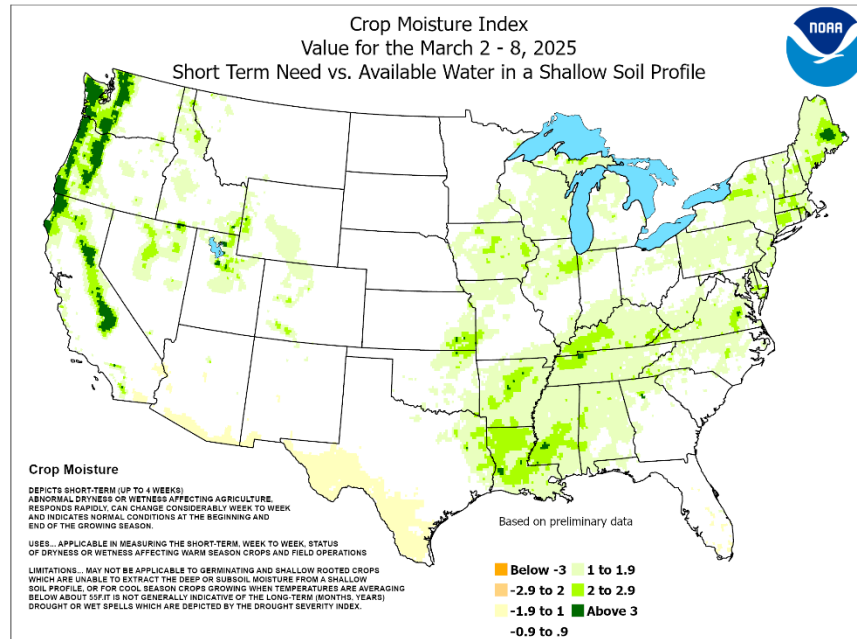 Crop Moisture Index
Value for the March 2 - 8, 2025
Short Term Need vs. Available Water in a Shallow Soil Profile
NOAA
Crop Moisture
DEPICTS SHORT-TERM (UP TO 4 WEEKS)
ABNORMAL DRYNESS OR WETNESS AFFECTING AGRICULTURE,
RESPONDS RAPIDLY, CAN CHANGE CONSIDERABLY WEEK TO WEEK
AND INDICATES NORMAL CONDITIONS AT THE BEGINNING AND
END OF THE GROWING SEASON.
USES... APPLICABLE IN MEASURING THE SHORT-TERM, WEEK TO WEEK, STATUS
OF DRYNESS OR WETNESS AFFECTING WARM SEASON CROPS AND FIELD OPERATIONS
LIMITATIONS... MAY NOT BE APPLICABLE TO GERMINATING AND SHALLOW ROOTED CROPS
WHICH ARE UNABLE TO EXTRACT THE DEEP OR SUBSOIL MOISTURE FROM A SHALLOW
SOIL PROFILE, OR FOR COOL SEASON CROPS GROWING WHEN TEMPERATURES ARE AVERAGING
BELOW ABOUT 55F.IT IS NOT GENERALLY INDICATIVE OF THE LONG-TERM (MONTHS, YEARS)
DROUGHT OR WET SPELLS WHICH ARE DEPICTED BY THE DROUGHT SEVERITY INDEX.
Based on preliminary data
Below -3
-2.9 to 2
-1.9 to 1
-0.9 to .9
1 to 1.9
2 to 2.9
Above 3